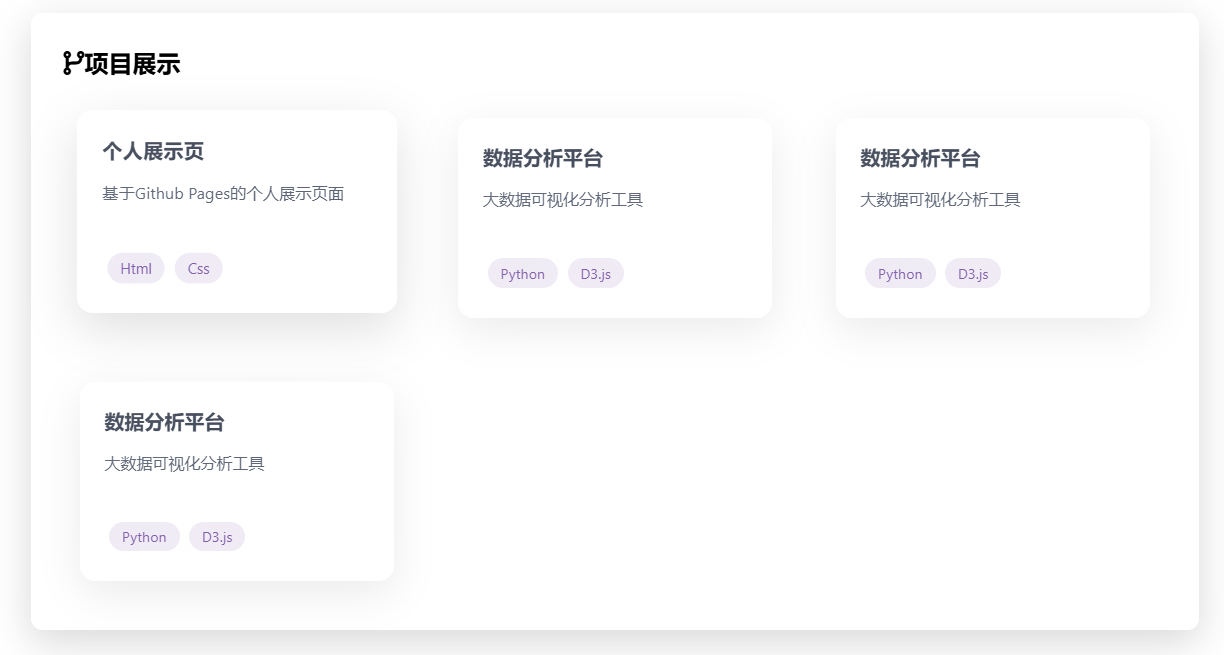 项目展示
个人展示页
基于Github Pages的个人展示页面
Html Css
数据分析平台
大数据可视化分析工具
Python D3.js
数据分析平台
大数据可视化分析工具
Python D3.js
数据分析平台
大数据可视化分析工具
Python D3.js